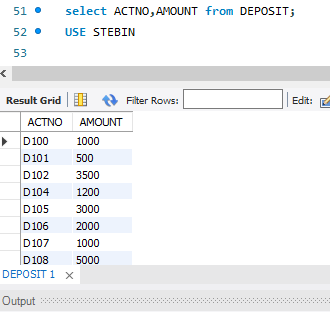 51 select ACTNO,AMOUNT from DEPOSIT;
52 USE STEBIN
53
Result Grid Filter Rows: Edit:
ACTNO AMOUNT
D100 1000
D101 500
D102 3500
D104 1200
D105 3000
D106 2000
D107 1000
D108 5000
DEPOSIT 1
Output